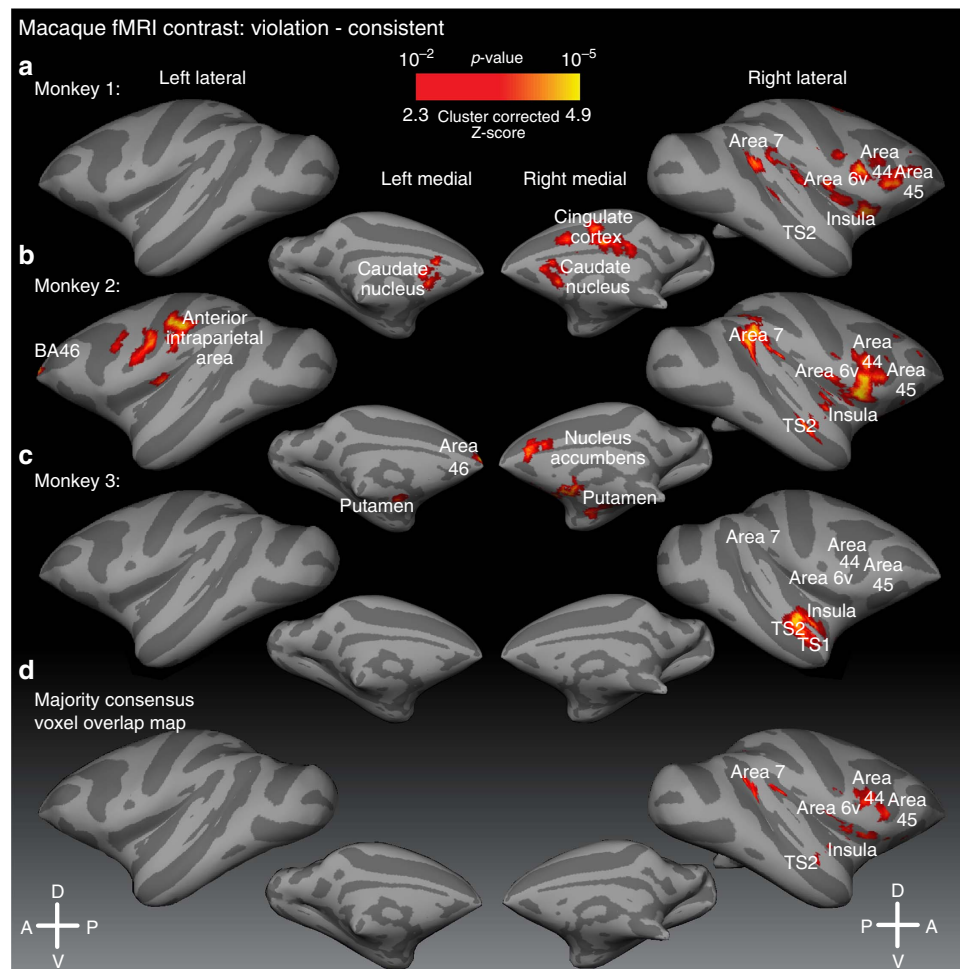 Macaque fMRI contrast: violation - consistent
a
Monkey 1:
Left lateral
10–2
p-value
10–5
2.3
Cluster corrected
Z-score
4.9
Right lateral
Area 7
Area
44
Area
45
Area 6v
Insula
TS2
Left medial
Right medial
Caudate
nucleus
Cingulate
cortex
Caudate
nucleus
b
Monkey 2:
BA46
Anterior
intraparietal
area
Area 7
Area
44
Area
45
Area 6v
Insula
TS2
Area
46
Putamen
Nucleus
accumbens
Putamen
c
Monkey 3:
Area 7
Area
44
Area
45
Area 6v
Insula
TS2
TS1
d
Majority consensus
voxel overlap map
Area 7
Area
44
Area
45
Area 6v
Insula
TS2
D
A
P
V
D
P
A
V